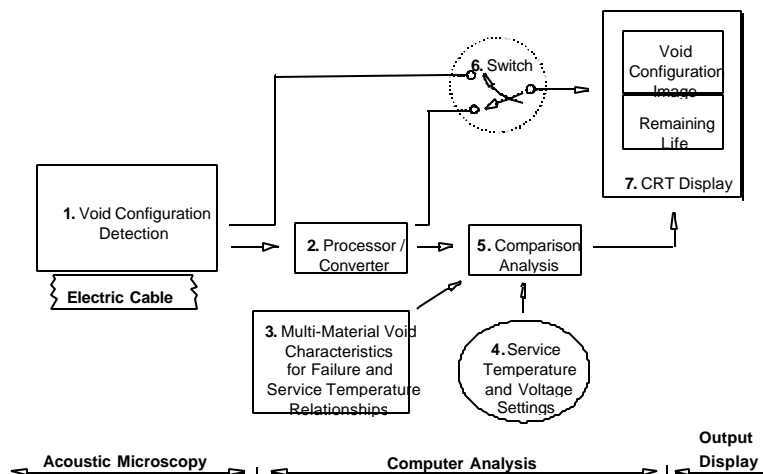 6. Switch
Void
Configuration
Image
Remaining
Life
7. CRT Display
1. Void Configuration
Detection
2. Processor /
Converter
5. Comparison
Analysis
Electric Cable
3. Multi-Material Void
Characteristics
for Failure and
Service Temperature
Relationships
4. Service
Temperature
and Voltage
Settings
Acoustic Microscopy
Computer Analysis
Output
Display